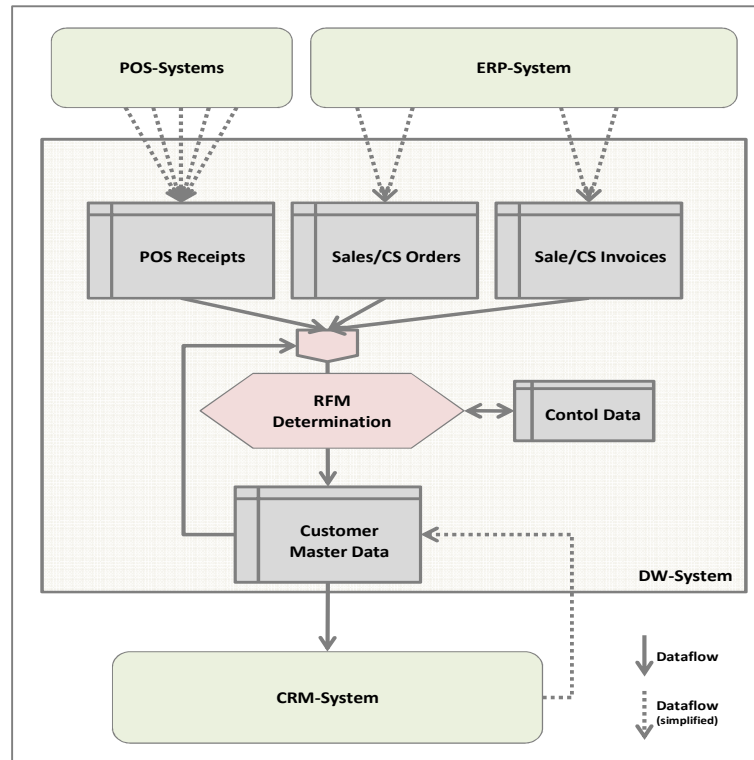 POS-Systems
ERP-System
POS Receipts
Sales/CS Orders
Sale/CS Invoices
RFM
Determination
Contol Data
Customer
Master Data
DW-System
CRM-System
Dataflow
Dataflow
(simplified)